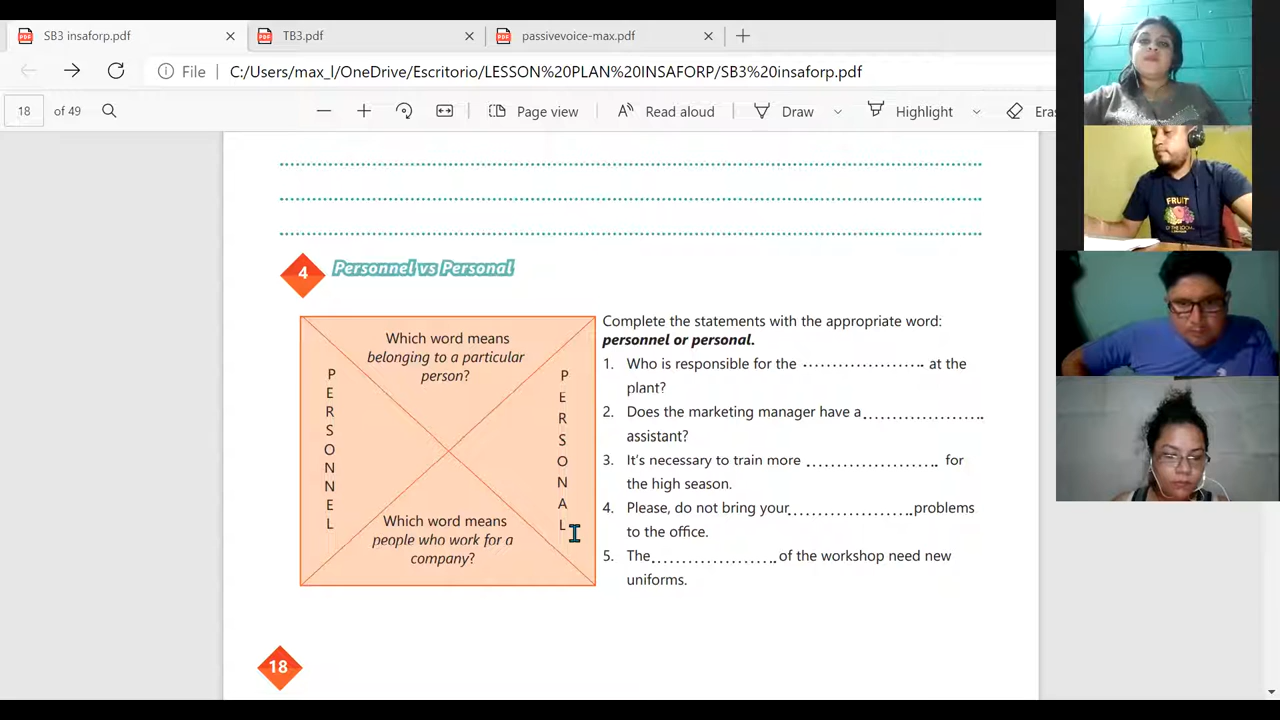 SB3 insaforp.pdf
TB3.pdf
passivevoice-max.pdf
File
C:/Users/max_l/OneDrive/Escritorio/LESSON%20PLAN%20INSAFORP/SB3%20insaforp.pdf
18 of 49
Page view
Read aloud
Draw
Highlight
Eras
4
Personnel vs Personal
Which word means
belonging to a particular
person?
PERSONNEL
PERSONAL
Which word means
people who work for a
company?
Complete the statements with the appropriate word:
personnel or personal.
1. Who is responsible for the .................... at the
plant?
2. Does the marketing manager have a....................
assistant?
3. It's necessary to train more ..................... for
the high season.
4. Please, do not bring your....................problems
to the office.
5. The.....................of the workshop need new
uniforms.
18
FRUIT